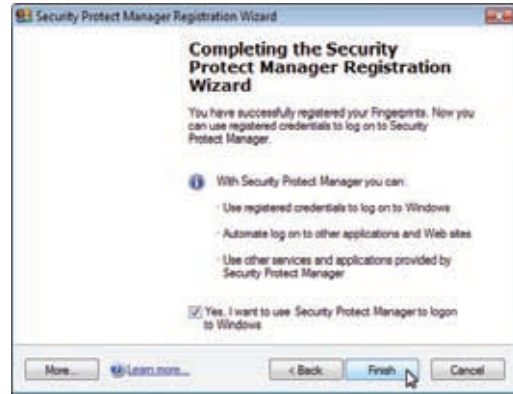 Security Protect Manager Registration Wizard
Completing the Security
Protect Manager Registration
Wizard
You have successfully registered your Fingerprints. Now you
can use registered credentials to log on to Security
Protect Manager.
With Security Protect Manager you can:
· Use registered credentials to log on to Windows
· Automate log on to other applications and Web sites
· Use other services and applications provided by
Security Protect Manager
Yes, I want to use Security Protect Manager to logon
to Windows
More... Learn more... < Back Finish Cancel